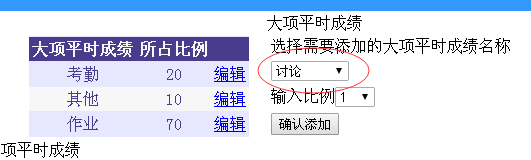 大项平时成绩
大项平时成绩 所占比例
选择需要添加的大项平时成绩名称
考勤 20 编辑
讨论
其他 10 编辑
输入比例 1
作业 70 编辑
确认添加
项平时成绩